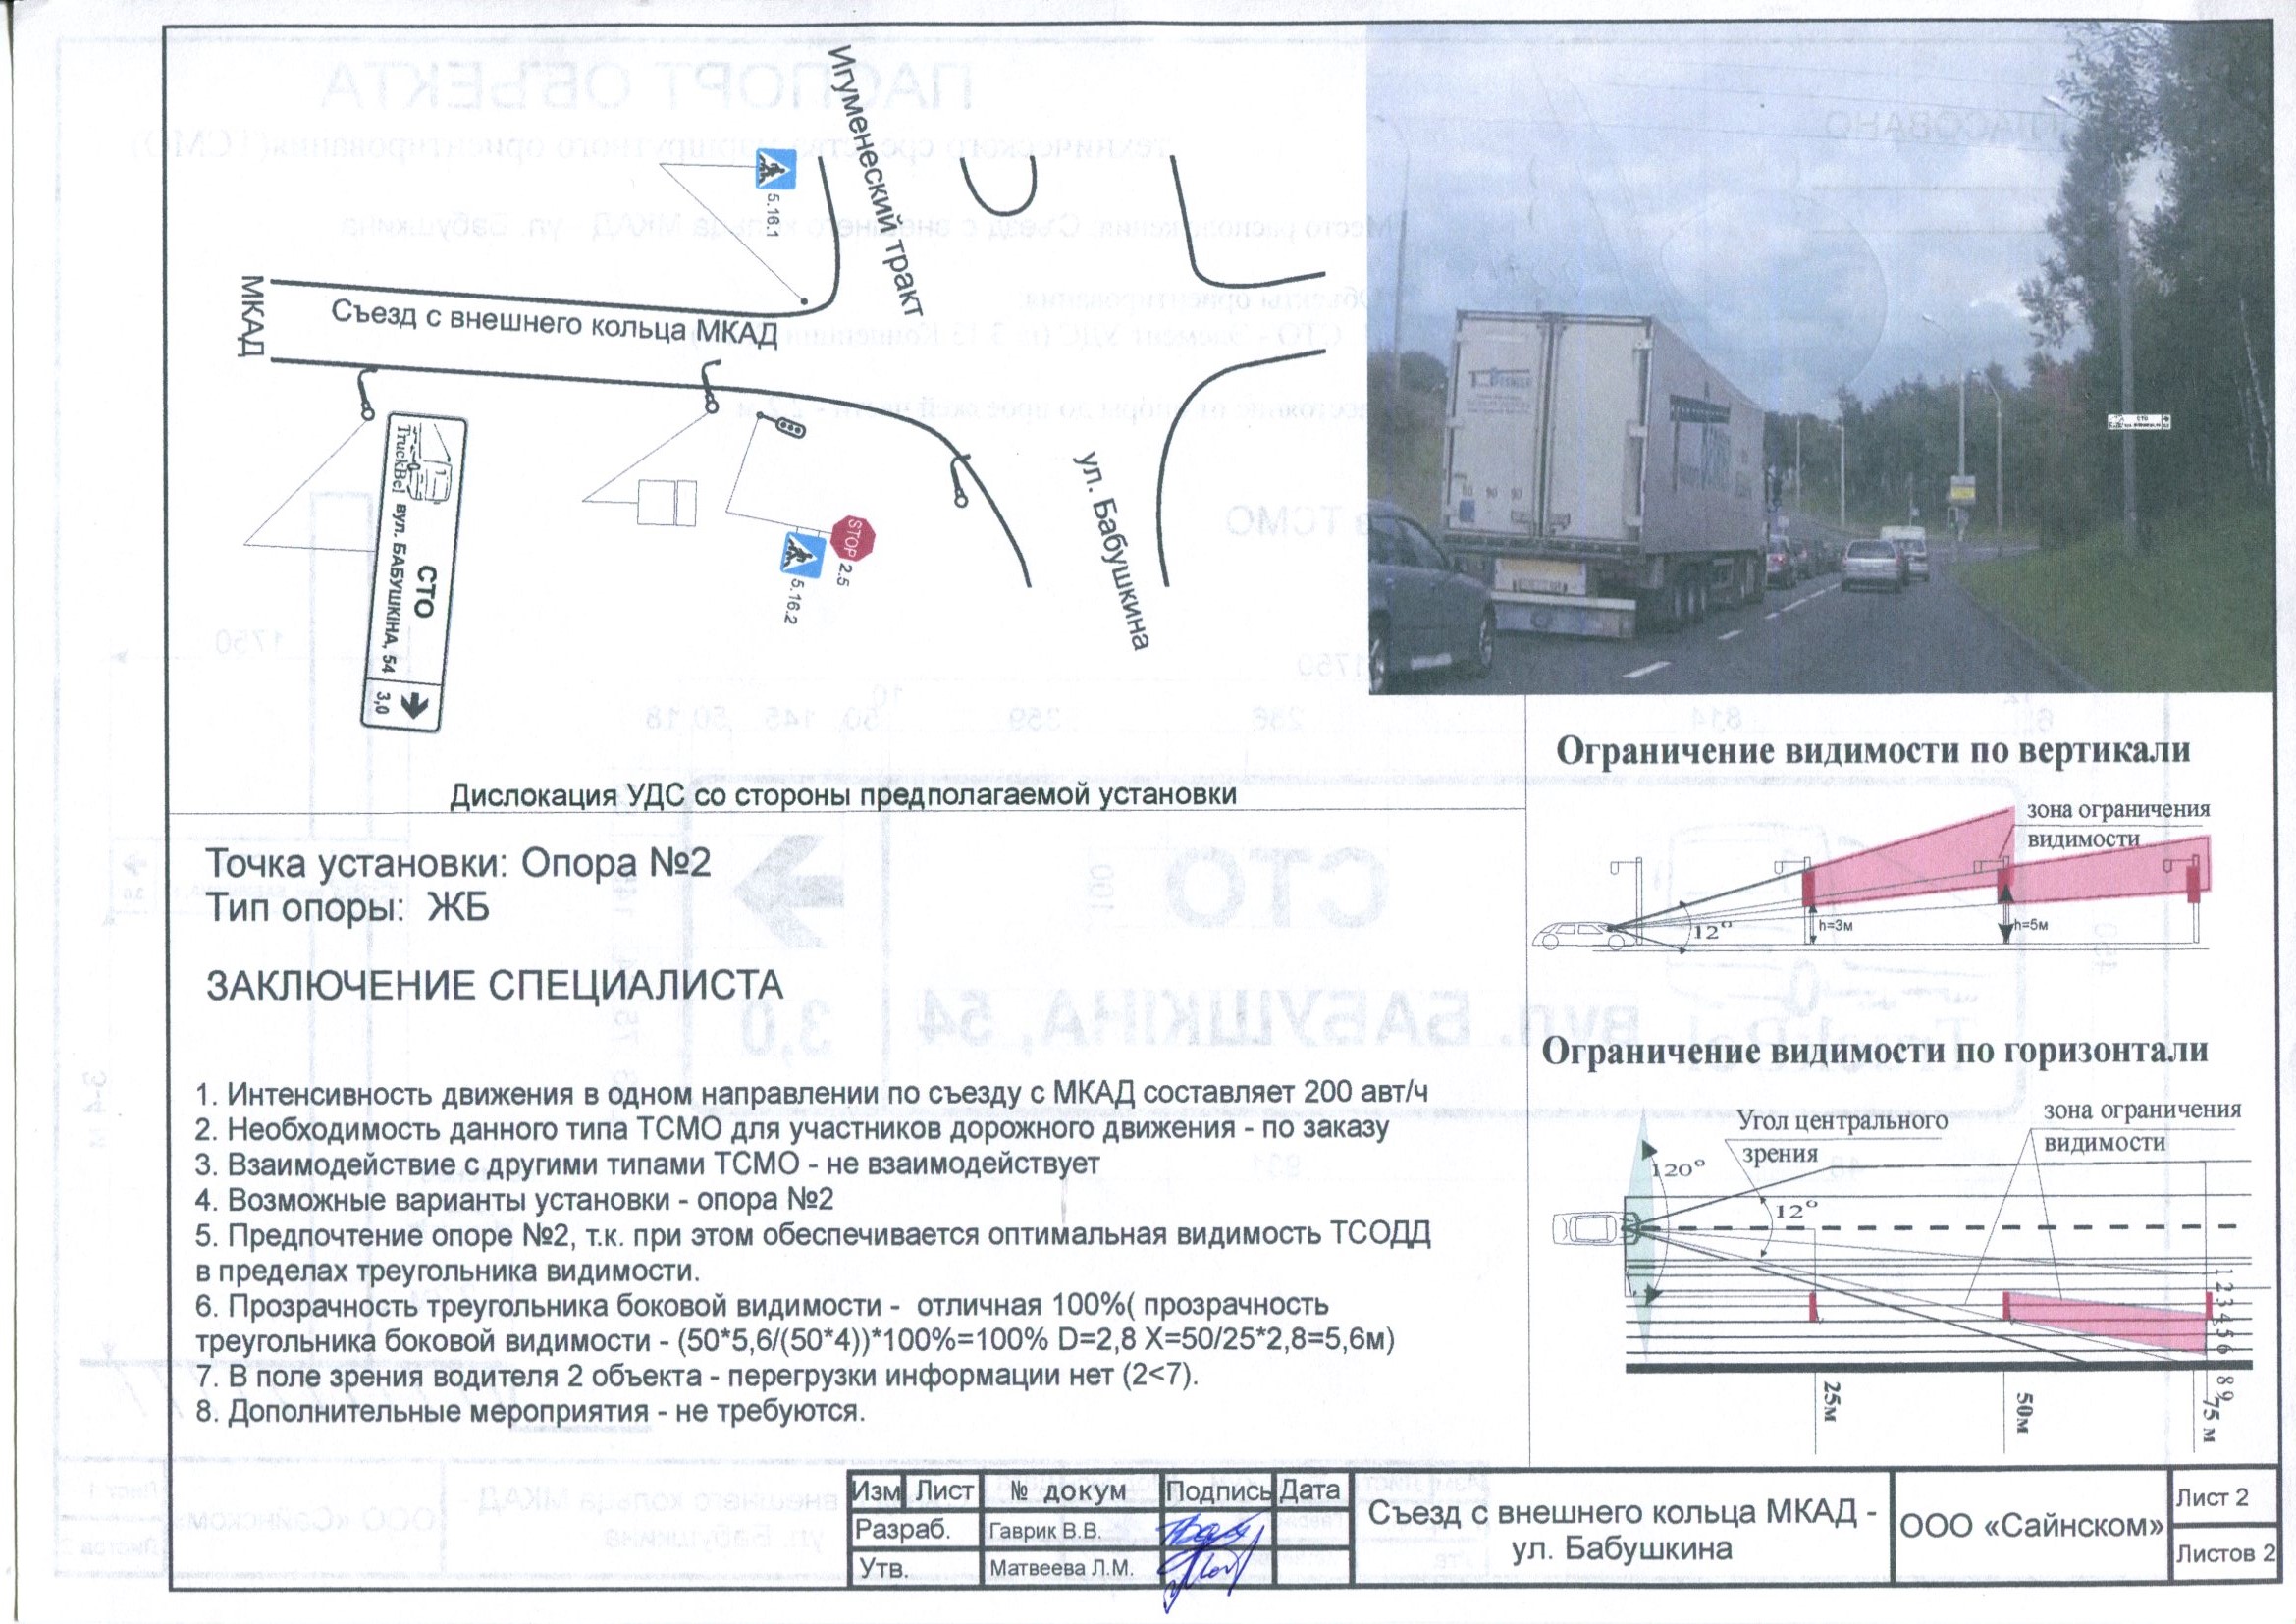 Игуменеский тракт
5.16.1
МКАД
Съезд с внешнего кольца МКАД
TruckBel
СТО
вул. БАБУШКІНА, 54
3,0
STOP
2.5
5.16.2
ул. Бабушкина
Дислокация УДС со стороны предполагаемой установки
Точка установки: Опора №2
Тип опоры: ЖБ
ЗАКЛЮЧЕНИЕ СПЕЦИАЛИСТА
1. Интенсивность движения в одном направлении по съезду с МКАД составляет 200 авт/ч
2. Необходимость данного типа ТСМО для участников дорожного движения - по заказу
3. Взаимодействие с другими типами ТСМО - не взаимодействует
4. Возможные варианты установки - опора №2
5. Предпочтение опоре №2, т.к. при этом обеспечивается оптимальная видимость ТСОДД
в пределах треугольника видимости.
6. Прозрачность треугольника боковой видимости - отличная 100%( прозрачность
треугольника боковой видимости - (50*5,6/(50*4))*100%=100% D=2,8 X=50/25*2,8=5,6м)
7. В поле зрения водителя 2 объекта - перегрузки информации нет (2<7).
8. Дополнительные мероприятия - не требуются.
Ограничение видимости по вертикали
зона ограничения
видимости
12°
h=3м
h=5м
Ограничение видимости по горизонтали
Угол центрального
зрения
зона ограничения
видимости
120°
12°
1 2 3 4 5 6
8 9
25м
50м
75 м
Изм Лист № докум Подпись Дата
Разраб. Гаврик В.В.
Утв. Матвеева Л.М.
Съезд с внешнего кольца МКАД -
ул. Бабушкина
ООО «Сайнском»
Лист 2
Листов 2